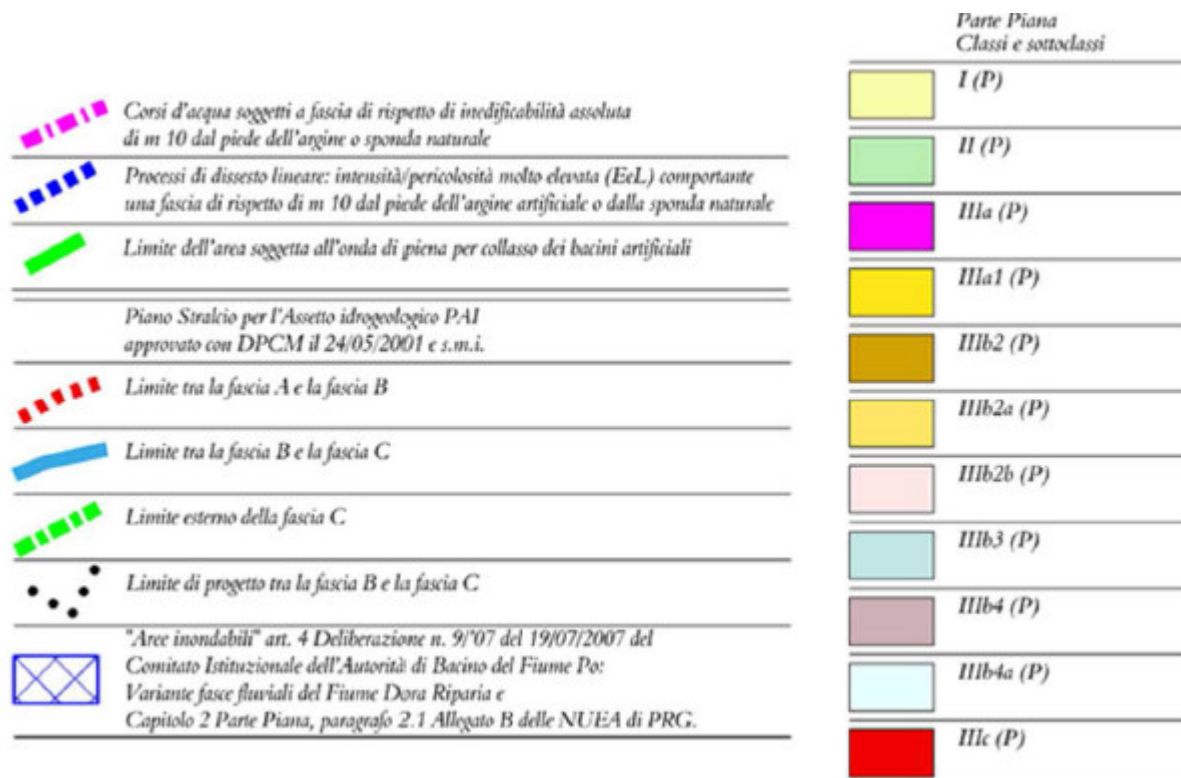 Corsi d'acqua soggetti a fascia di rispetto di inedificabilità assoluta
di m 10 dal piede dell'argine o sponda naturale
Processi di dissesto lineare: intensità/pericolosità molto elevata (EeL) comportante
una fascia di rispetto di m 10 dal piede dell'argine artificiale o dalla sponda naturale
Limite dell'area soggetta all'onda di piena per collasso dei bacini artificiali
Piano Stralcio per l'Assetto idrogeologico PAI
approvato con DPCM il 24/05/2001 e s.m.i.
Limite tra la fascia A e la fascia B
Limite tra la fascia B e la fascia C
Limite esterno della fascia C
Limite di progetto tra la fascia B e la fascia C
"Aree inondabili" art. 4 Deliberazione n. 9/'07 del 19/07/2007 del
Comitato Istituzionale dell'Autorità di Bacino del Fiume Po:
Variante fasce fluviali del Fiume Dora Riparia e
Capitolo 2 Parte Piana, paragrafo 2.1 Allegato B delle NUEA di PRG.
Parte Piana
Classi e sottoclassi
I (P)
II (P)
IIIa (P)
IIIa1 (P)
IIIb2 (P)
IIIb2a (P)
IIIb2b (P)
IIIb3 (P)
IIIb4 (P)
IIIb4a (P)
IIIc (P)